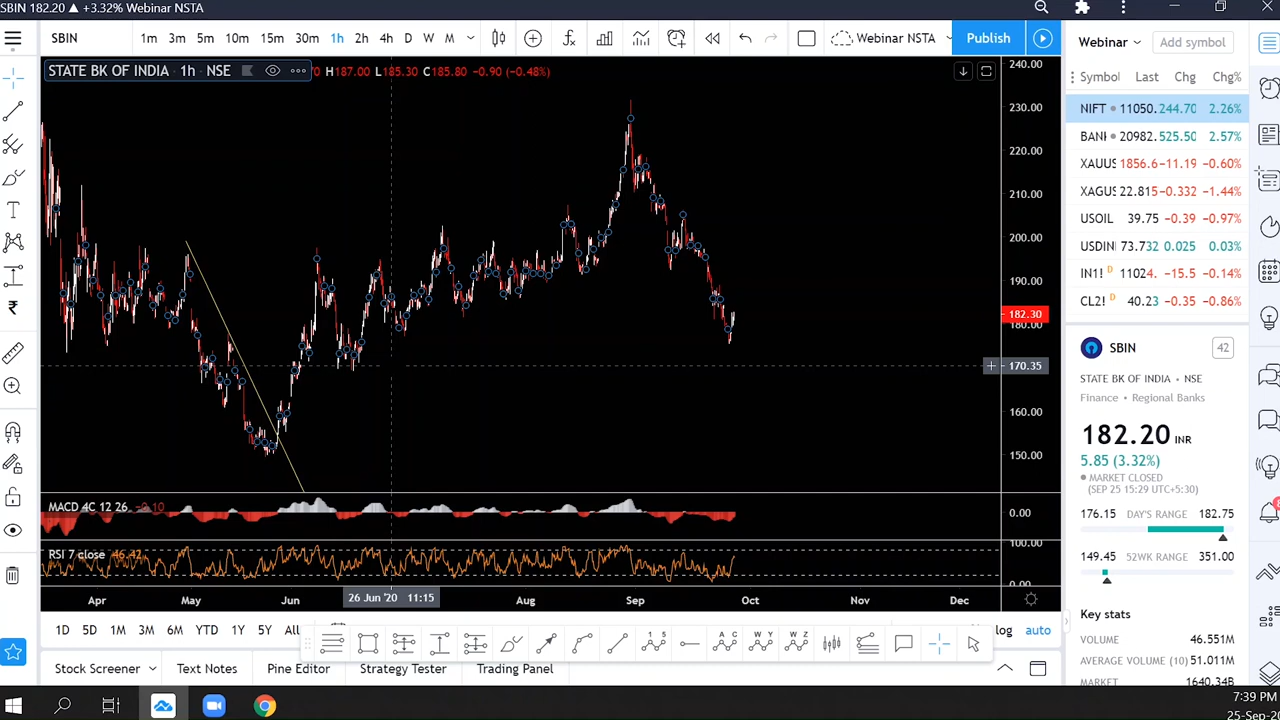 SBIN 182.20 ▲ +3.32% Webinar NSTA
SBIN 1m 3m 5m 10m 15m 30m 1h 2h 4h D W M Webinar NSTA Publish
Webinar Add symbol
STATE BK OF INDIA · 1h · NSE H187.00 L185.30 C185.80 -0.90 (-0.48%)
Symbol Last Chg Chg%
NIFT 11050. 244.70 2.26%
BANI 20982. 525.50 2.57%
XAUUS 1856.6 -11.19 -0.60%
XAGUS 22.815 -0.332 -1.44%
USOIL 39.75 -0.39 -0.97%
USDIN 73.732 0.025 0.03%
IN1! D 11024. -15.5 -0.14%
CL2! D 40.23 -0.35 -0.86%
240.00
230.00
220.00
210.00
200.00
190.00
182.30
180.00
170.35
160.00
150.00
SBIN 42
STATE BK OF INDIA • NSE
Finance • Regional Banks
182.20 INR
5.85 (3.32%)
MARKET CLOSED
(SEP 25 15:29 UTC+5:30)
176.15 DAY'S RANGE 182.75
149.45 52WK RANGE 351.00
Key stats
VOLUME 46.551M
AVERAGE VOLUME (10) 51.011M
MARKET 1640.34B
MACD 4C 12 26 -0.10
0.00
RSI 7 close 46.42
100.00
0.00
Apr May Jun 26 Jun '20 11:15 Aug Sep Oct Nov Dec
1D 5D 1M 3M 6M YTD 1Y 5Y All log auto
1 5 A C W Y W Z
Stock Screener Text Notes Pine Editor Strategy Tester Trading Panel
7:39 PM
25-Sep-20